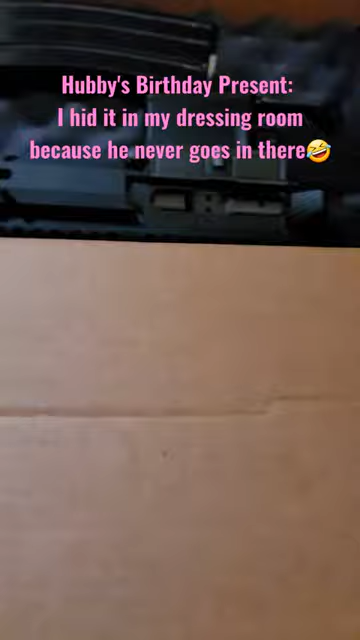 Hubby's Birthday Present:
I hid it in my dressing room
because he never goes in there🤣